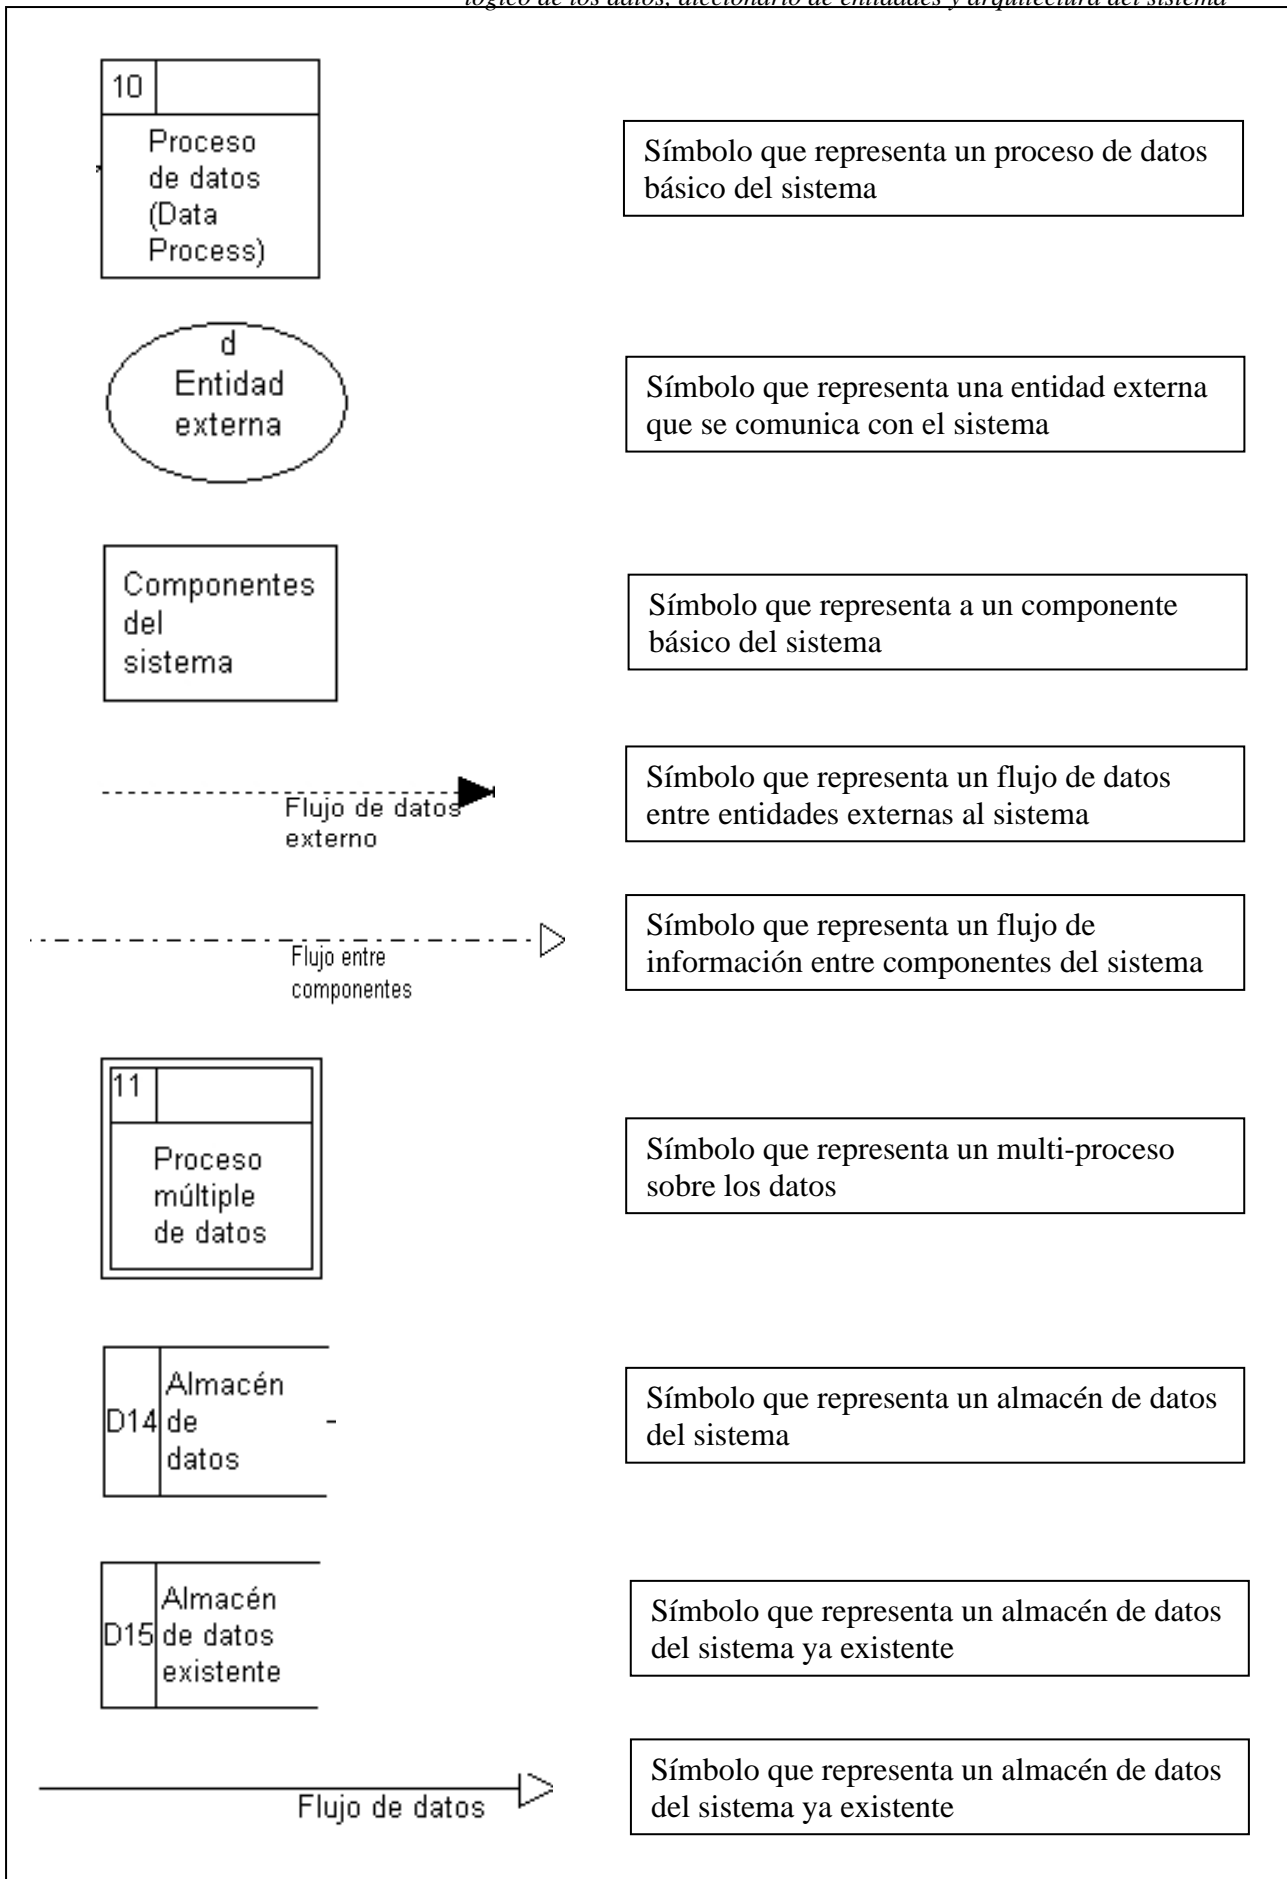 lógico de los datos, diccionario de entidades y arquitectura del sistema
10
Proceso
de datos
(Data
Process)
Símbolo que representa un proceso de datos
básico del sistema
d
Entidad
externa
Símbolo que representa una entidad externa
que se comunica con el sistema
Componentes
del
sistema
Símbolo que representa a un componente
básico del sistema
Flujo de datos
externo
Símbolo que representa un flujo de datos
entre entidades externas al sistema
Flujo entre
componentes
Símbolo que representa un flujo de
información entre componentes del sistema
11
Proceso
múltiple
de datos
Símbolo que representa un multi-proceso
sobre los datos
D14
Almacén
de
datos
Símbolo que representa un almacén de datos
del sistema
D15
Almacén
de datos
existente
Símbolo que representa un almacén de datos
del sistema ya existente
Flujo de datos
Símbolo que representa un almacén de datos
del sistema ya existente